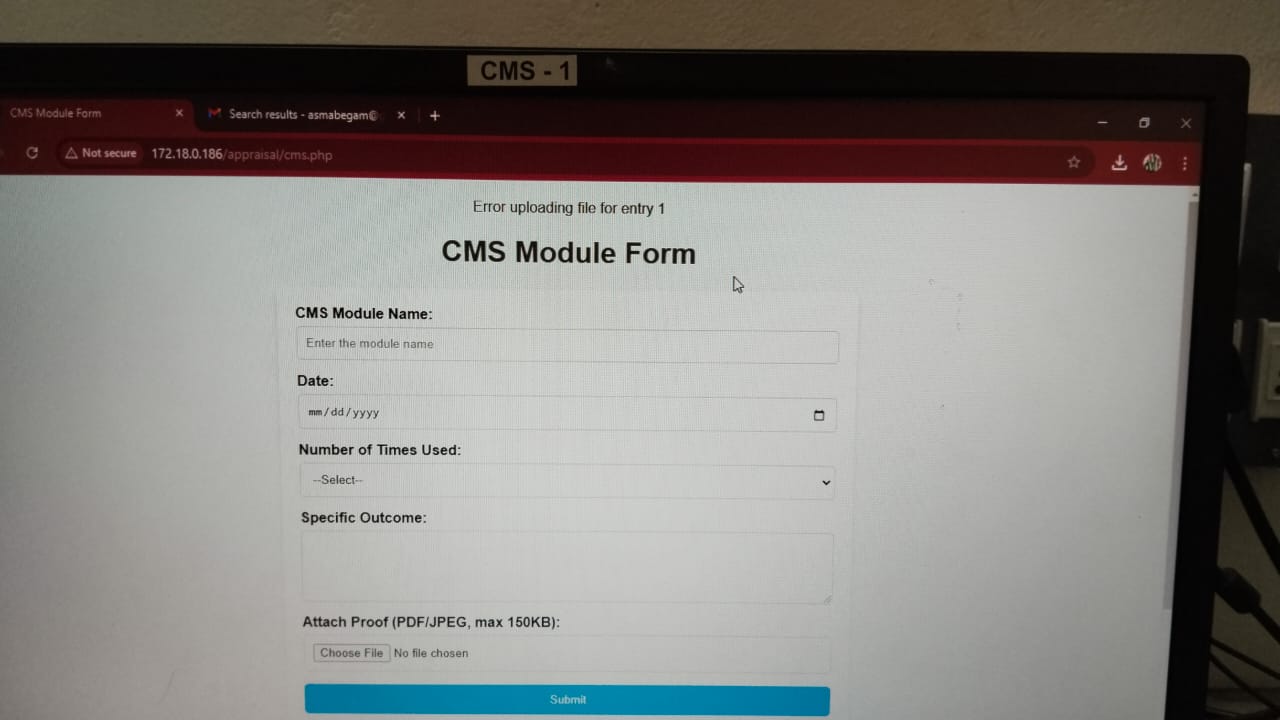 CMS - 1
CMS Module Form
Search results - asmabegam@
Not secure 172.18.0.186/appraisal/cms.php
Error uploading file for entry 1
CMS Module Form
CMS Module Name:
Enter the module name
Date:
mm/dd/yyyy
Number of Times Used:
--Select--
Specific Outcome:
Attach Proof (PDF/JPEG, max 150KB):
Choose File No file chosen
Submit